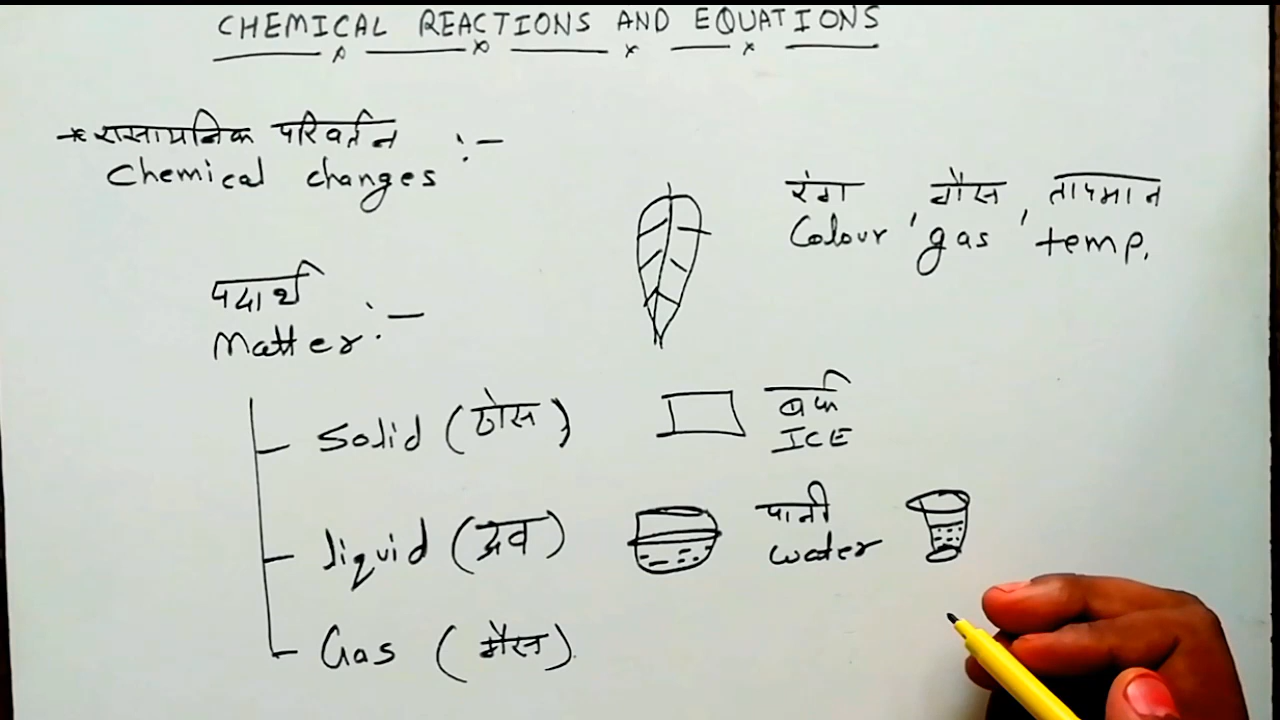 CHEMICAL REACTIONS AND EQUATIONS
रासायनिक परिवर्तन :-
Chemical changes
रंग , गैस , तापमान
Colour gas temp.
पदार्थ
Matter :-
Solid (ठोस)
बर्फ
ICE
liquid (द्रव)
पानी
water
Gas (गैस).